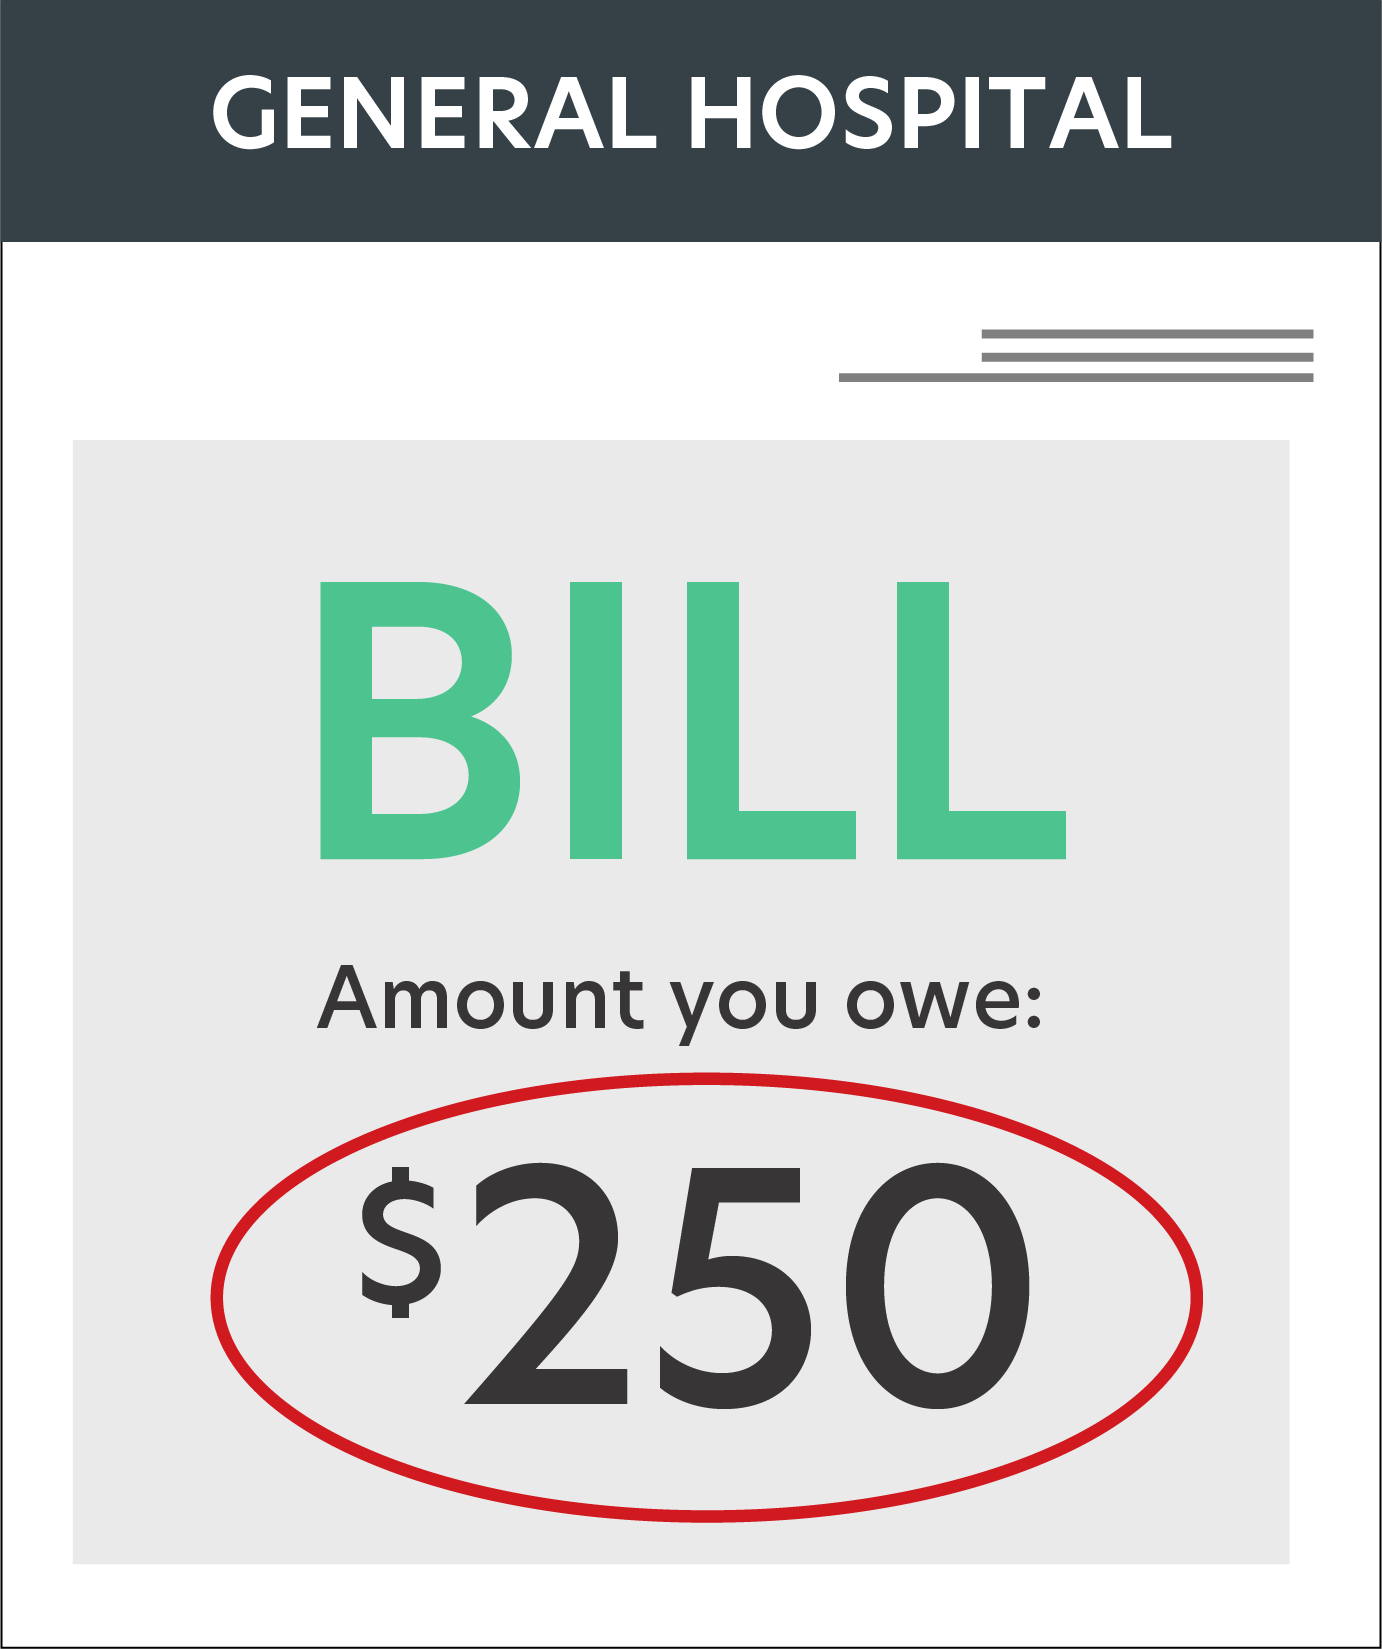 GENERAL HOSPITAL
BILL
Amount you owe:
$250